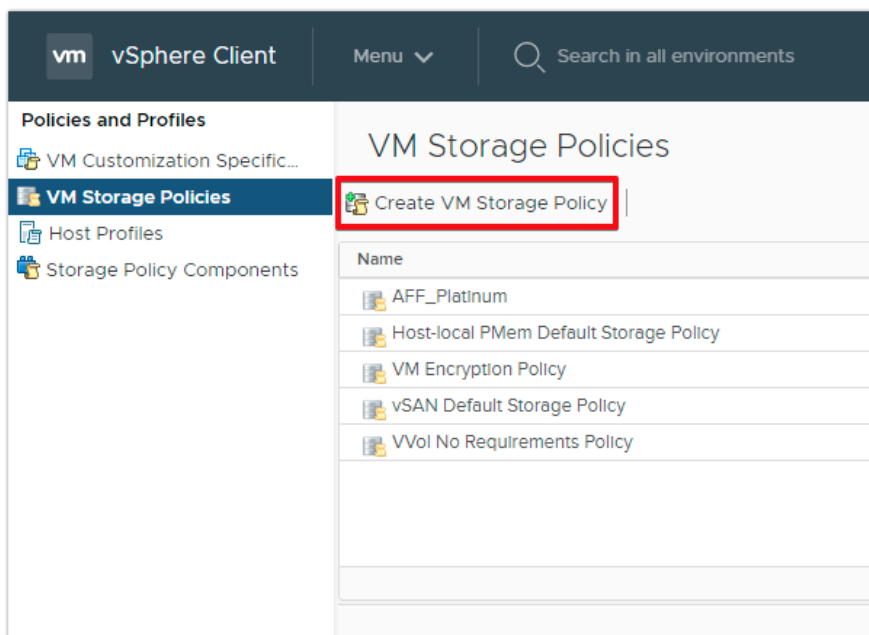 vm vSphere Client Menu Search in all environments
Policies and Profiles
VM Customization Specific...
VM Storage Policies
Host Profiles
Storage Policy Components
VM Storage Policies
Create VM Storage Policy
Name
AFF_Platinum
Host-local PMem Default Storage Policy
VM Encryption Policy
vSAN Default Storage Policy
VVol No Requirements Policy